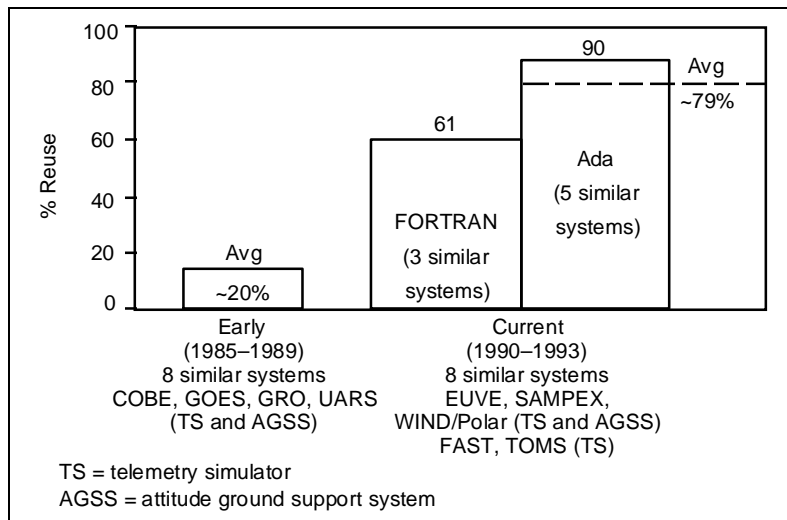 % Reuse
100
80
60
40
20
0
Avg
~20%
61
FORTRAN
(3 similar
systems)
90
Ada
(5 similar
systems)
Avg
~79%
Early
(1985–1989)
8 similar systems
COBE, GOES, GRO, UARS
(TS and AGSS)
Current
(1990–1993)
8 similar systems
EUVE, SAMPEX,
WIND/Polar (TS and AGSS)
FAST, TOMS (TS)
TS = telemetry simulator
AGSS = attitude ground support system